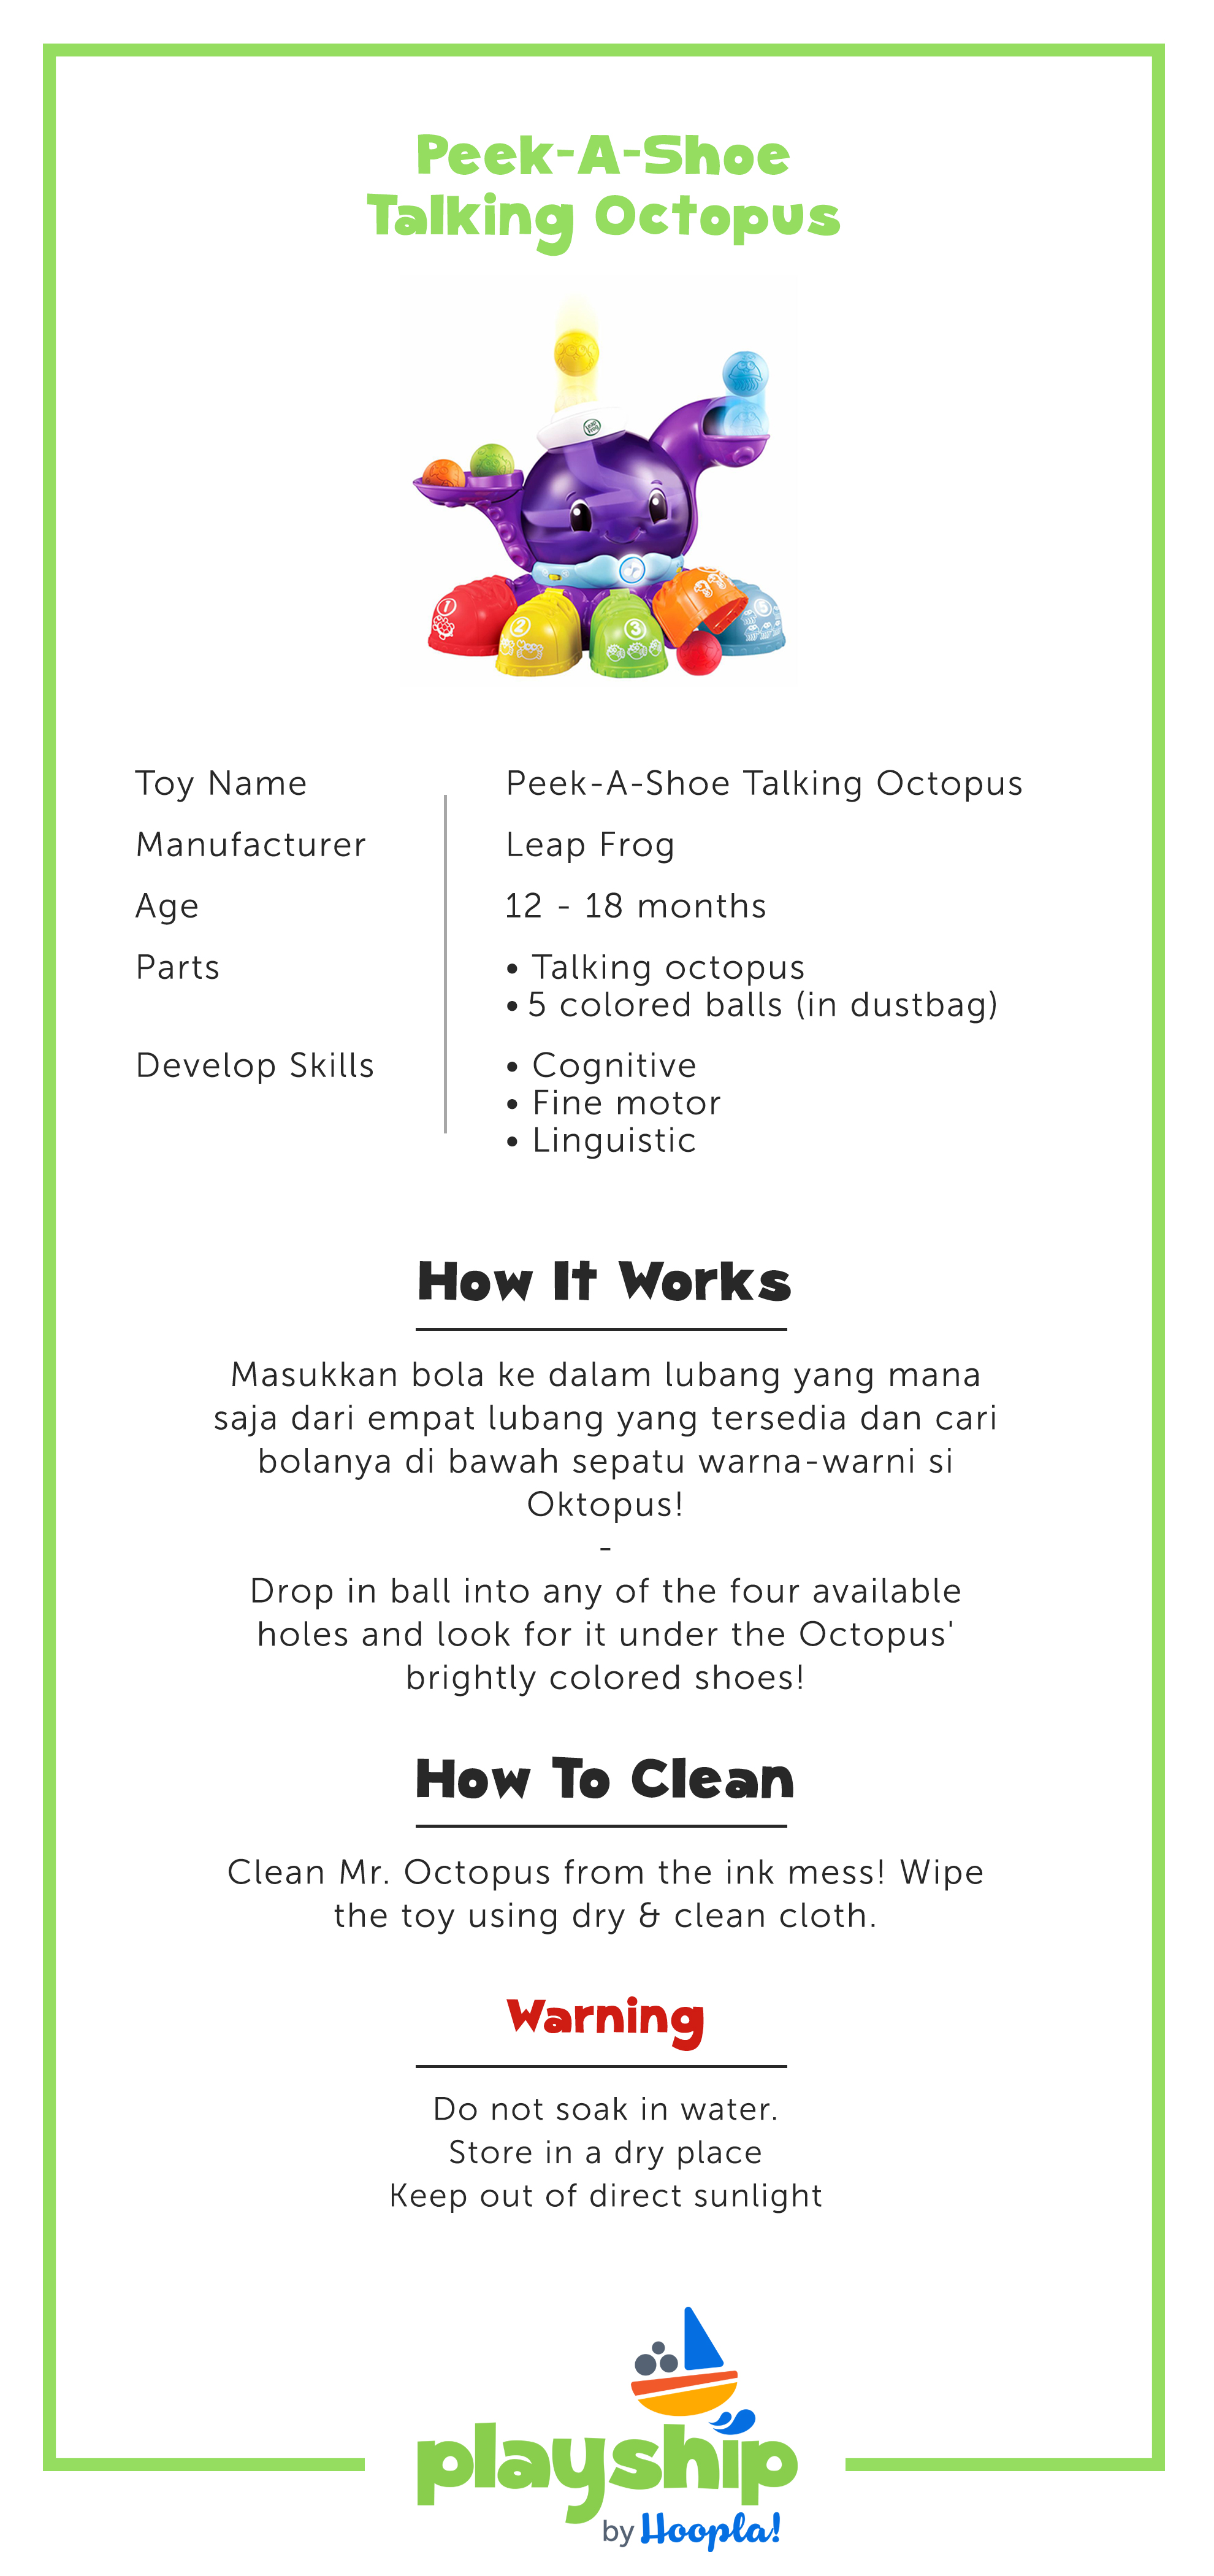 Peek-A-Shoe
Talking Octopus
1
2
3
5
Toy Name
Peek-A-Shoe Talking Octopus
Manufacturer
Leap Frog
Age
12 - 18 months
Parts
• Talking octopus
• 5 colored balls (in dustbag)
Develop Skills
• Cognitive
• Fine motor
• Linguistic
How It Works
Masukkan bola ke dalam lubang yang mana
saja dari empat lubang yang tersedia dan cari
bolanya di bawah sepatu warna-warni si
Oktopus!
-
Drop in ball into any of the four available
holes and look for it under the Octopus'
brightly colored shoes!
How To Clean
Clean Mr. Octopus from the ink mess! Wipe
the toy using dry & clean cloth.
Warning
Do not soak in water.
Store in a dry place
Keep out of direct sunlight
playship
by Hoopla!